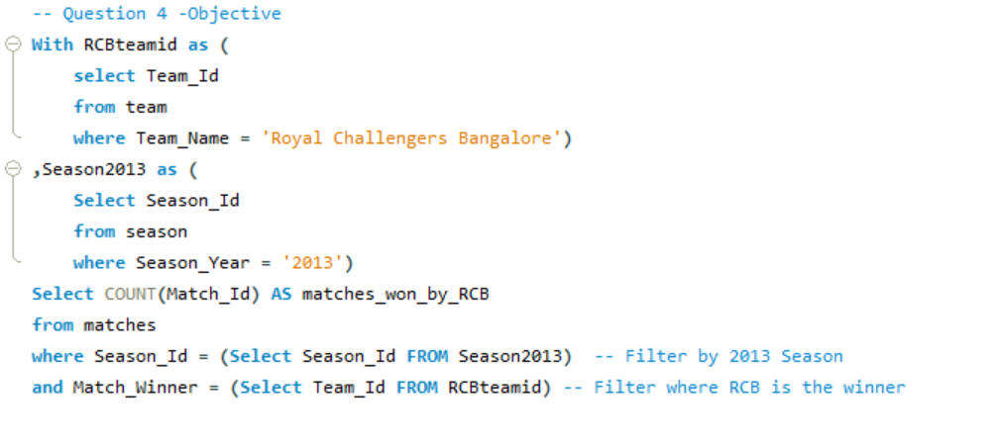 -- Question 4 -Objective
With RCBteamid as (
select Team_Id
from team
where Team_Name = 'Royal Challengers Bangalore')
,Season2013 as (
Select Season_Id
from season
where Season_Year = '2013')
Select COUNT(Match_Id) AS matches_won_by_RCB
from matches
where Season_Id = (Select Season_Id FROM Season2013)  -- Filter by 2013 Season
and Match_Winner = (Select Team_Id FROM RCBteamid) -- Filter where RCB is the winner